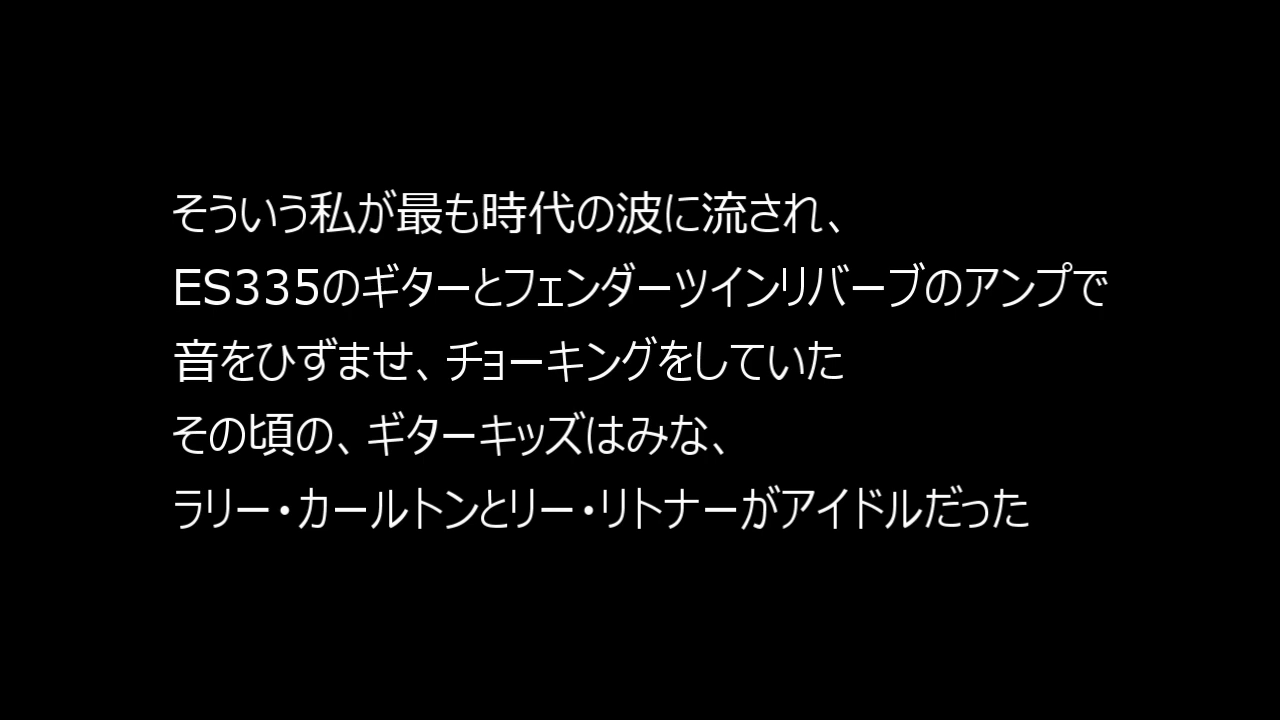 そういう私が最も時代の波に流され、
ES335のギターとフェンダーツインリバーブのアンプで
音をひずませ、チョーキングをしていた
その頃の、ギターキッズはみな、
ラリー・カールトンとリー・リトナーがアイドルだった